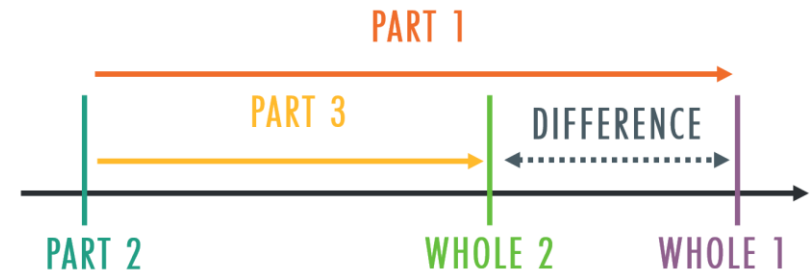 PART 1
PART 3
DIFFERENCE
PART 2
WHOLE 2
WHOLE 1